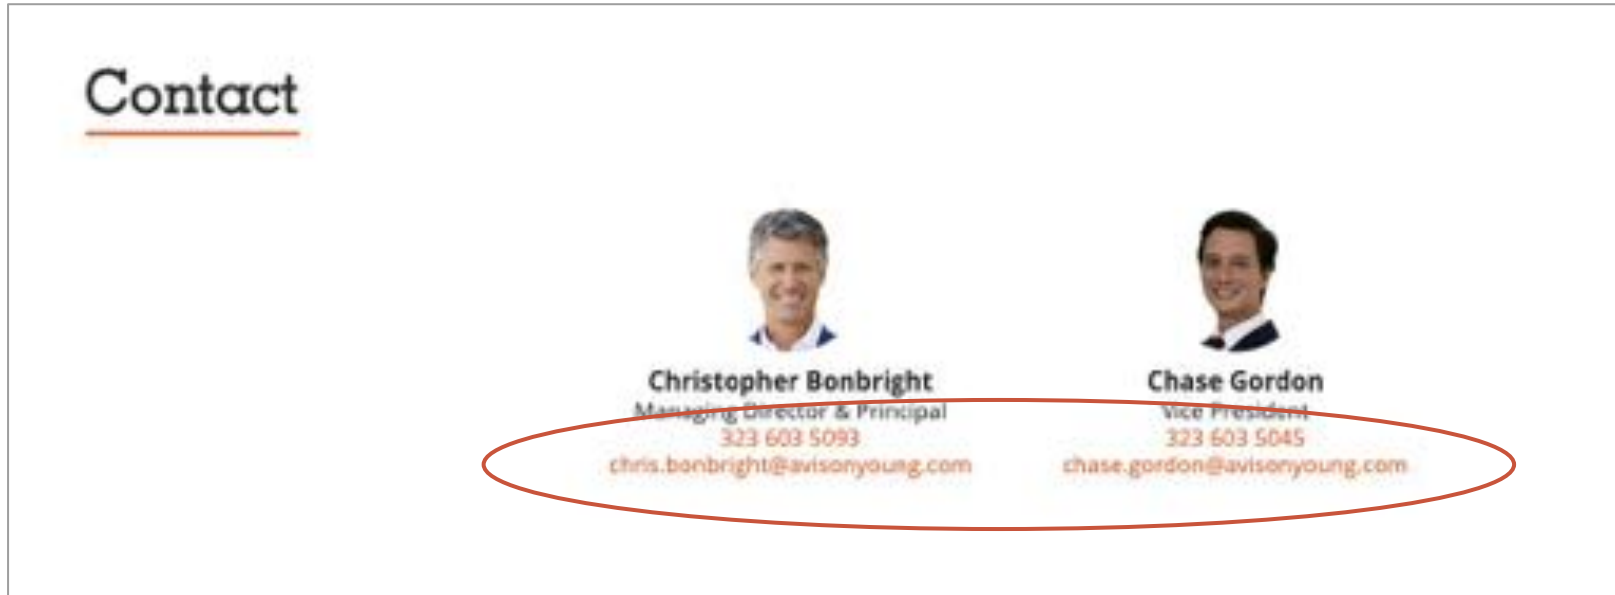 Contact
Christopher Bonbright
Managing Director & Principal
323 603 5093
chris.bonbright@avisonyoung.com
Chase Gordon
Vice President
323 603 5045
chase.gordon@avisonyoung.com